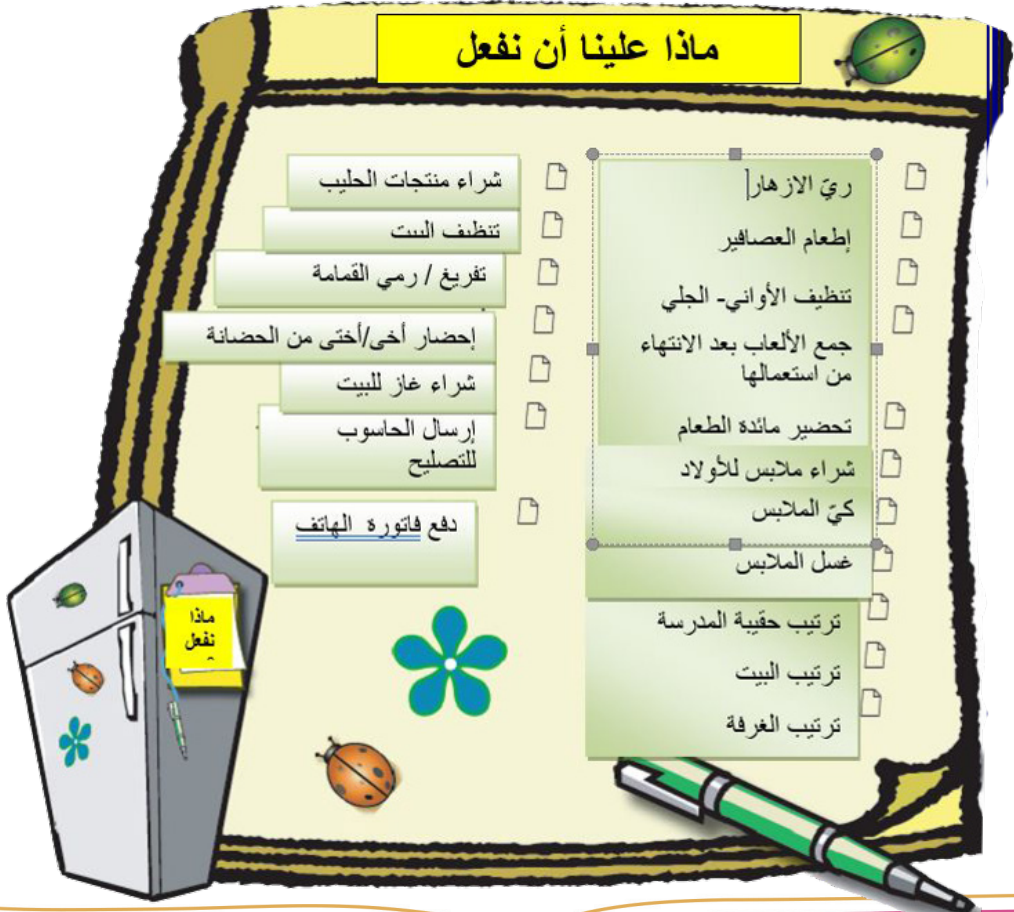 ماذا علينا أن نفعل
ريّ الازهار
إطعام العصافير
تنظيف الأواني- الجلي
جمع الألعاب بعد الانتهاء
من استعمالها
تحضير مائدة الطعام
شراء ملابس للأولاد
كيّ الملابس
غسل الملابس
ترتيب حقيبة المدرسة
ترتيب البيت
ترتيب الغرفة
شراء منتجات الحليب
تنظيف البيت
تفريغ / رمي القمامة
إحضار أخى/أختى من الحضانة
شراء غاز للبيت
إرسال الحاسوب
للتصليح
دفع فاتورة الهاتف
ماذا
نفعل